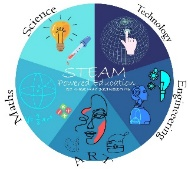 Science
Technology
STEAM
Powered Education
Maths
Engineering
ART